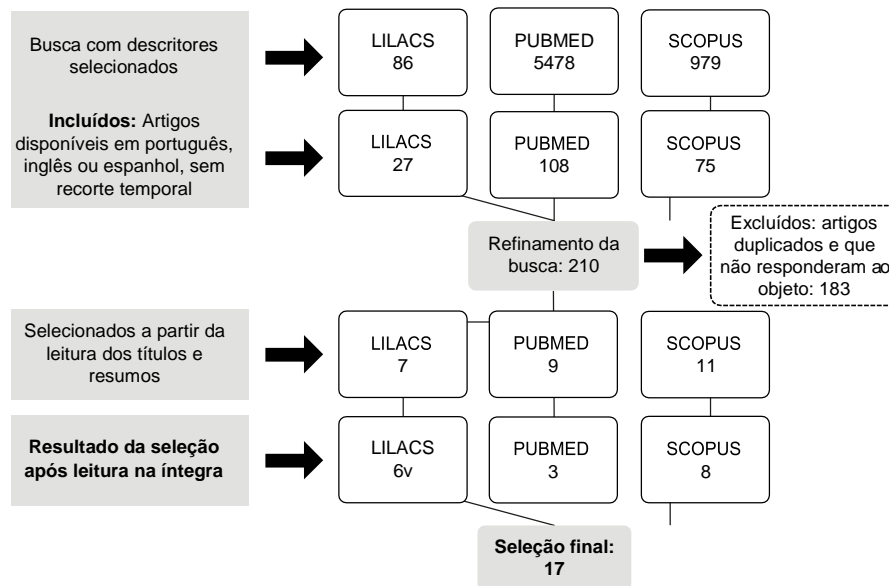 Busca com descritores
selecionados
LILACS
86
PUBMED
5478
SCOPUS
979
Incluídos: Artigos
disponíveis em português,
inglês ou espanhol, sem
recorte temporal
LILACS
27
PUBMED
108
SCOPUS
75
Refinamento da
busca: 210
Excluídos: artigos
duplicados e que
não responderam ao
objeto: 183
Selecionados a partir da
leitura dos títulos e
resumos
LILACS
7
PUBMED
9
SCOPUS
11
Resultado da seleção
após leitura na íntegra
LILACS
6v
PUBMED
3
SCOPUS
8
Seleção final:
17